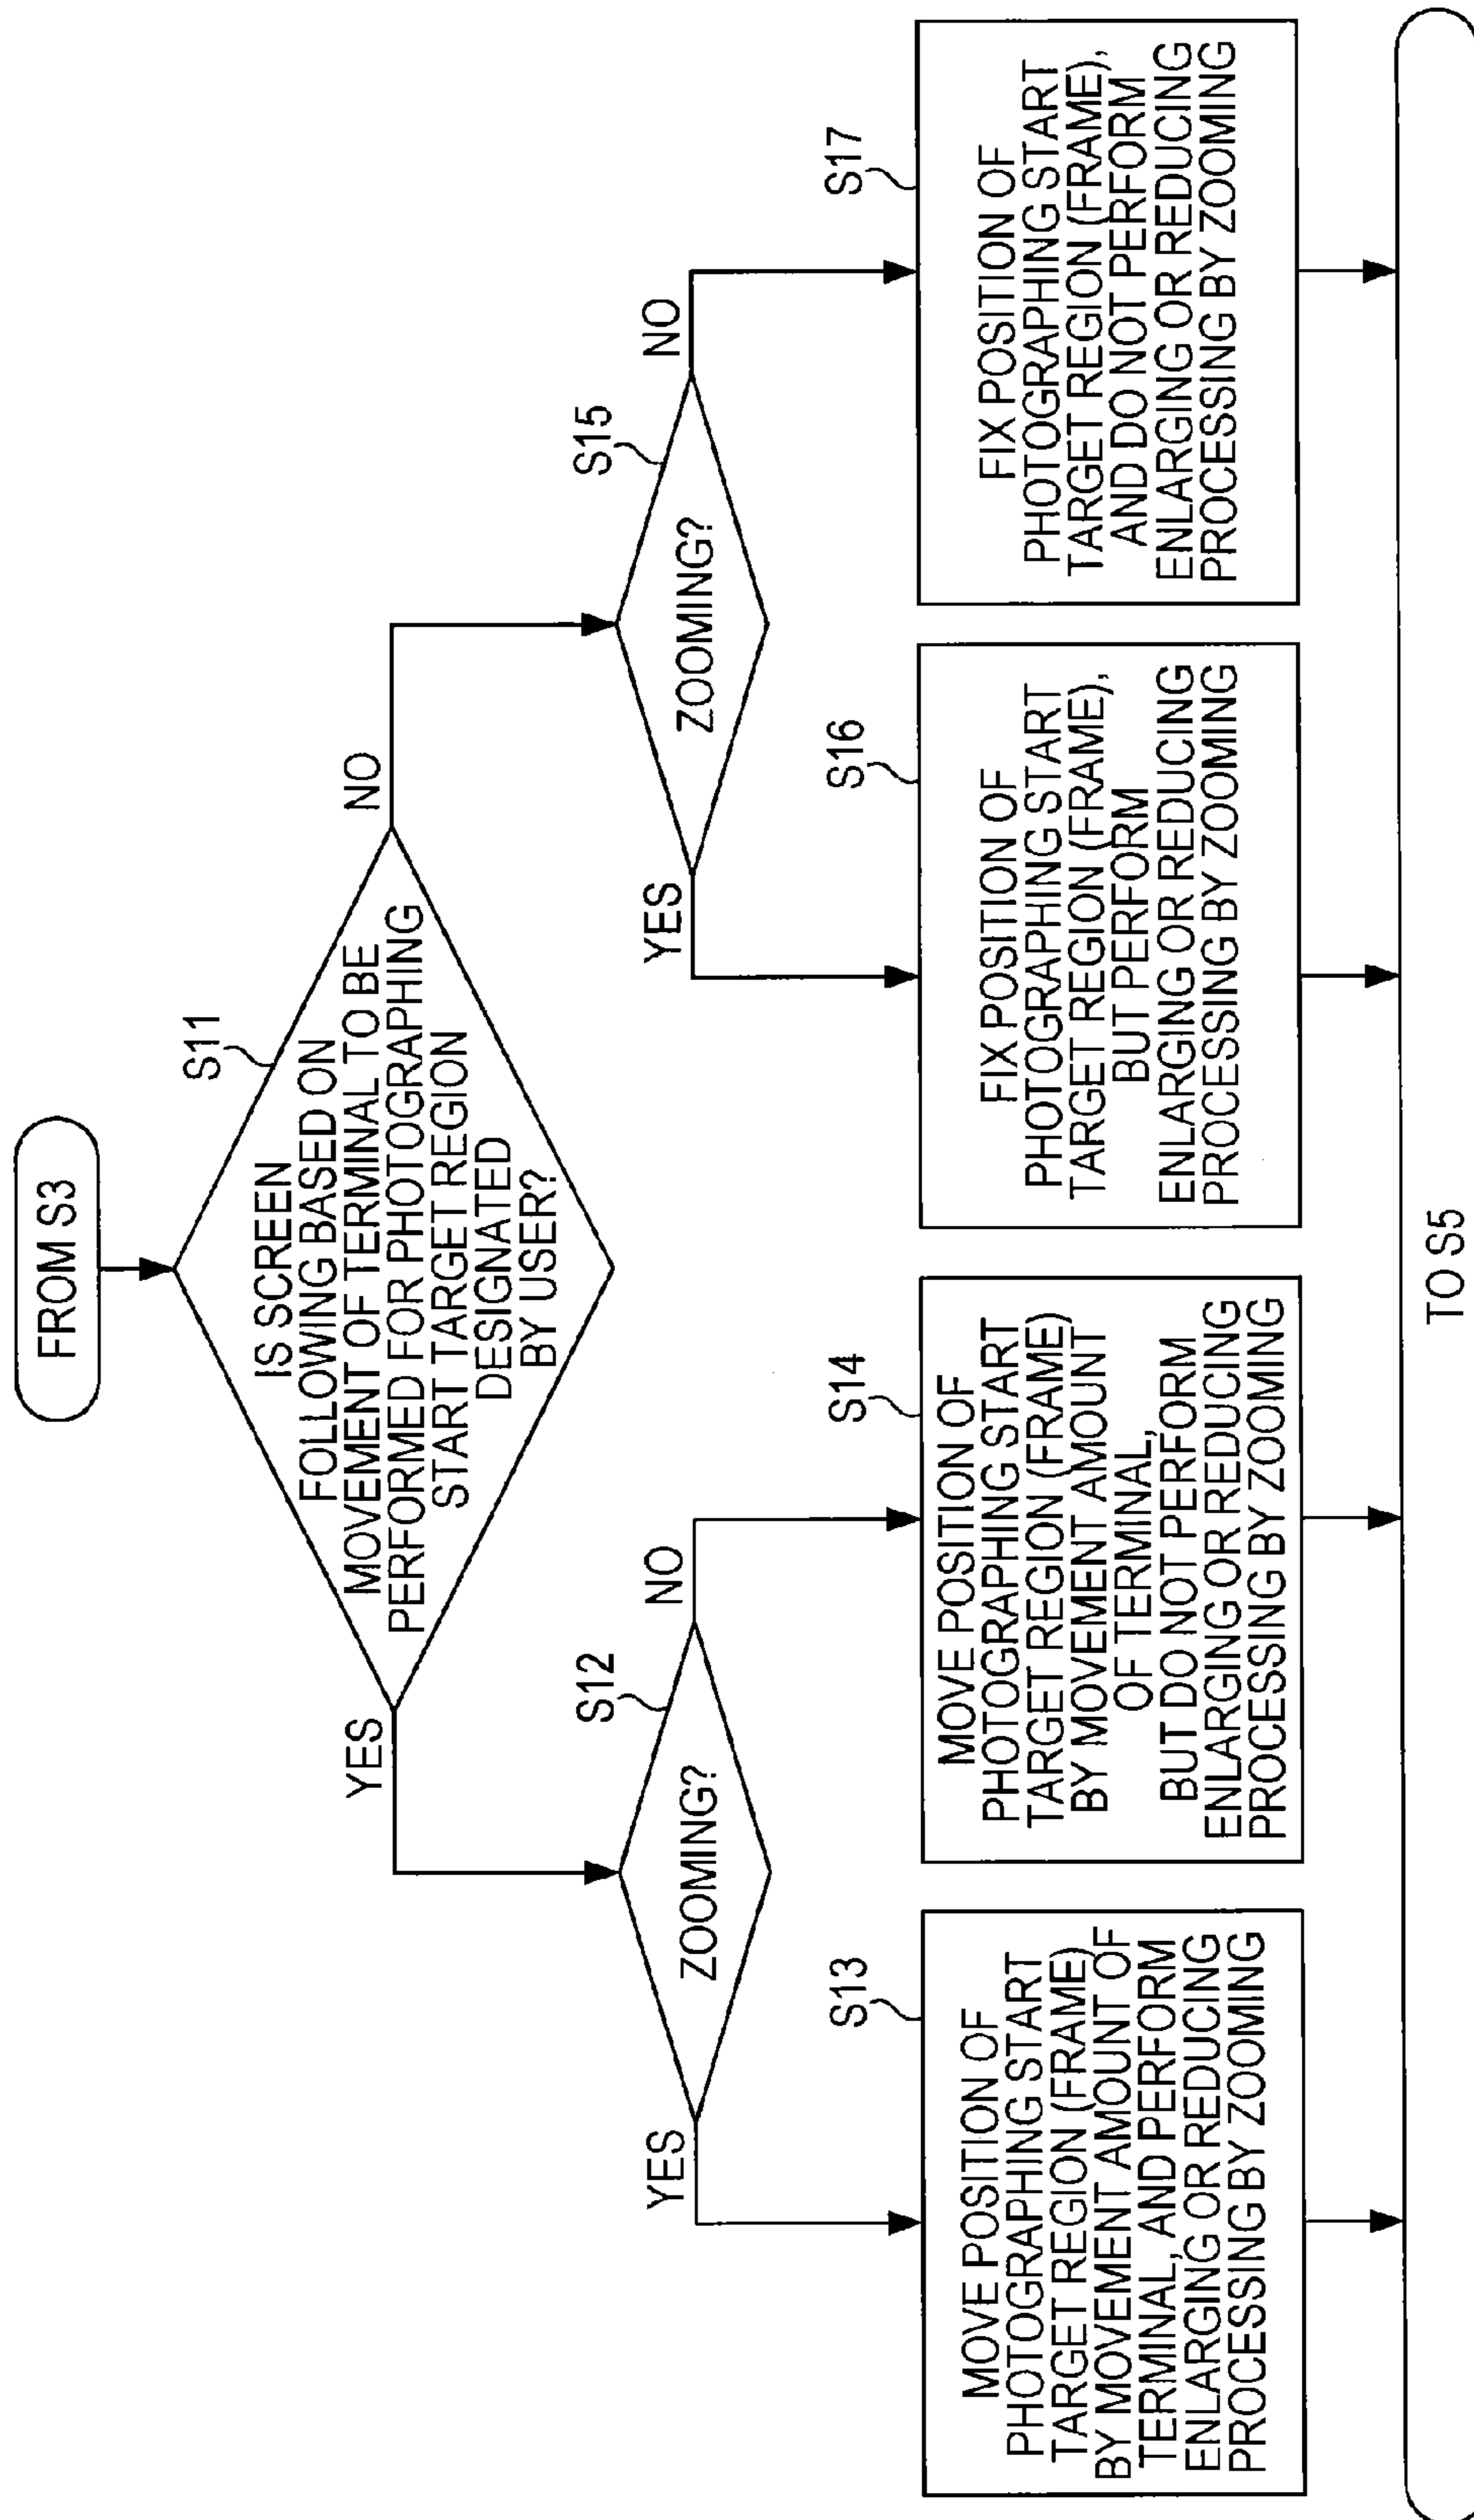 FROM S3
S11
IS SCREEN
FOLLOWING BASED ON
MOVEMENT OF TERMINAL TO BE
PERFORMED FOR PHOTOGRAPHING
START TARGET REGION
DESIGNATED
BY USER?
YES
NO
S12
ZOOMING?
YES
NO
S15
ZOOMING?
YES
NO
S13
MOVE POSITION OF
PHOTOGRAPHING START
TARGET REGION (FRAME)
BY MOVEMENT AMOUNT OF
TERMINAL, AND PERFORM
ENLARGING OR REDUCING
PROCESSING BY ZOOMING
S14
MOVE POSITION OF
PHOTOGRAPHING START
TARGET REGION (FRAME)
BY MOVEMENT AMOUNT
OF TERMINAL,
BUT DO NOT PERFORM
ENLARGING OR REDUCING
PROCESSING BY ZOOMING
S16
FIX POSITION OF
PHOTOGRAPHING START
TARGET REGION (FRAME),
BUT PERFORM
ENLARGING OR REDUCING
PROCESSING BY ZOOMING
S17
FIX POSITION OF
PHOTOGRAPHING START
TARGET REGION (FRAME),
AND DO NOT PERFORM
ENLARGING OR REDUCING
PROCESSING BY ZOOMING
TO S5